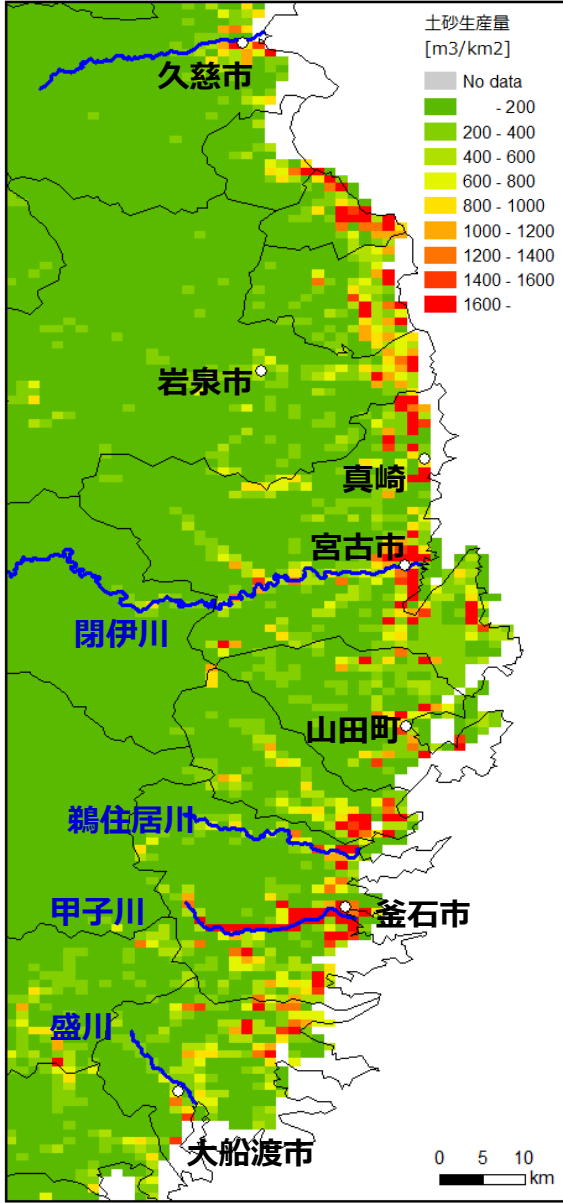 土砂生産量
[m3/km2]
No data
- 200
200 - 400
400 - 600
600 - 800
800 - 1000
1000 - 1200
1200 - 1400
1400 - 1600
1600 -
久慈市
岩泉市
真崎
宮古市
閉伊川
山田町
鵜住居川
甲子川
釜石市
盛川
大船渡市
0 5 10
km